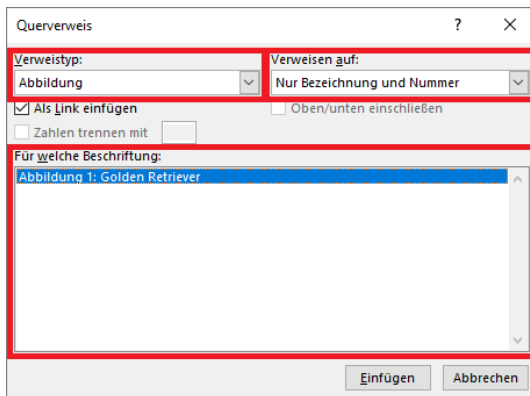 Querverweis ? ×
Verweistyp: Verweisen auf:
Abbildung Nur Bezeichnung und Nummer
Als Link einfügen Oben/unten einschließen
Zahlen trennen mit
Für welche Beschriftung:
Abbildung 1: Golden Retriever
Einfügen Abbrechen